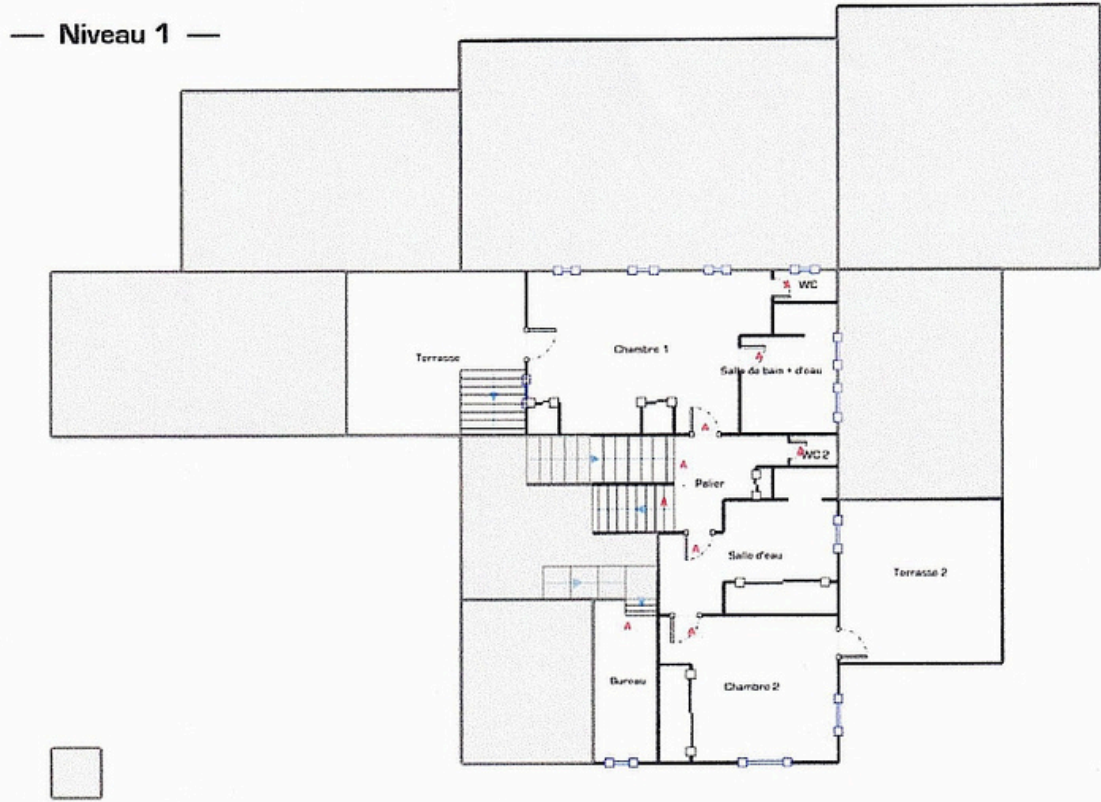 Niveau 1
WC
Terrasse
Chambre 1
Salle de bain + d'eau
WC 2
Palier
Salle d'eau
Terrasse 2
Bureau
Chambre 2
A
A
A
A
A
A
A
A
A